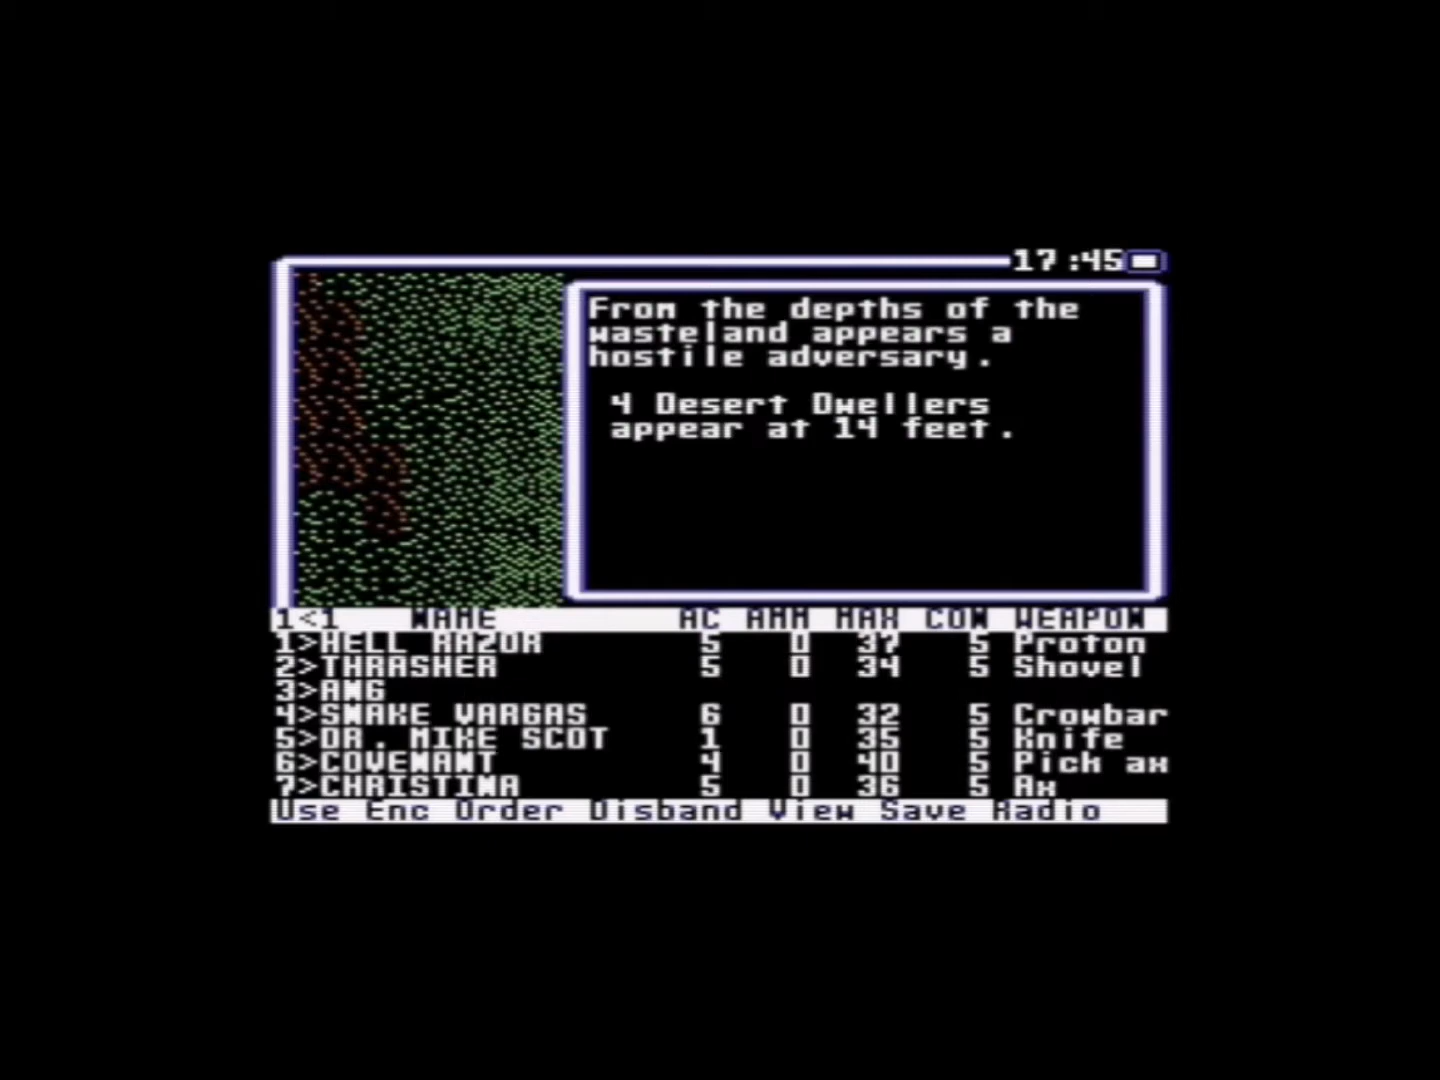 17:45
From the depths of the
wasteland appears a
hostile adversary.
4 Desert Dwellers
appear at 14 feet.
1<1 NAME AC AMM MAX CON WEAPON
1>HELL RAZOR 5 0 37 5 Proton
2>THRASHER 5 0 34 5 Shovel
3>ANG
4>SNAKE VARGAS 6 0 32 5 Crowbar
5>DR. MIKE SCOT 1 0 35 5 Knife
6>COVENANT 4 0 40 5 Pick ax
7>CHRISTINA 5 0 36 5 Ax
Use Enc Order Disband View Save Radio